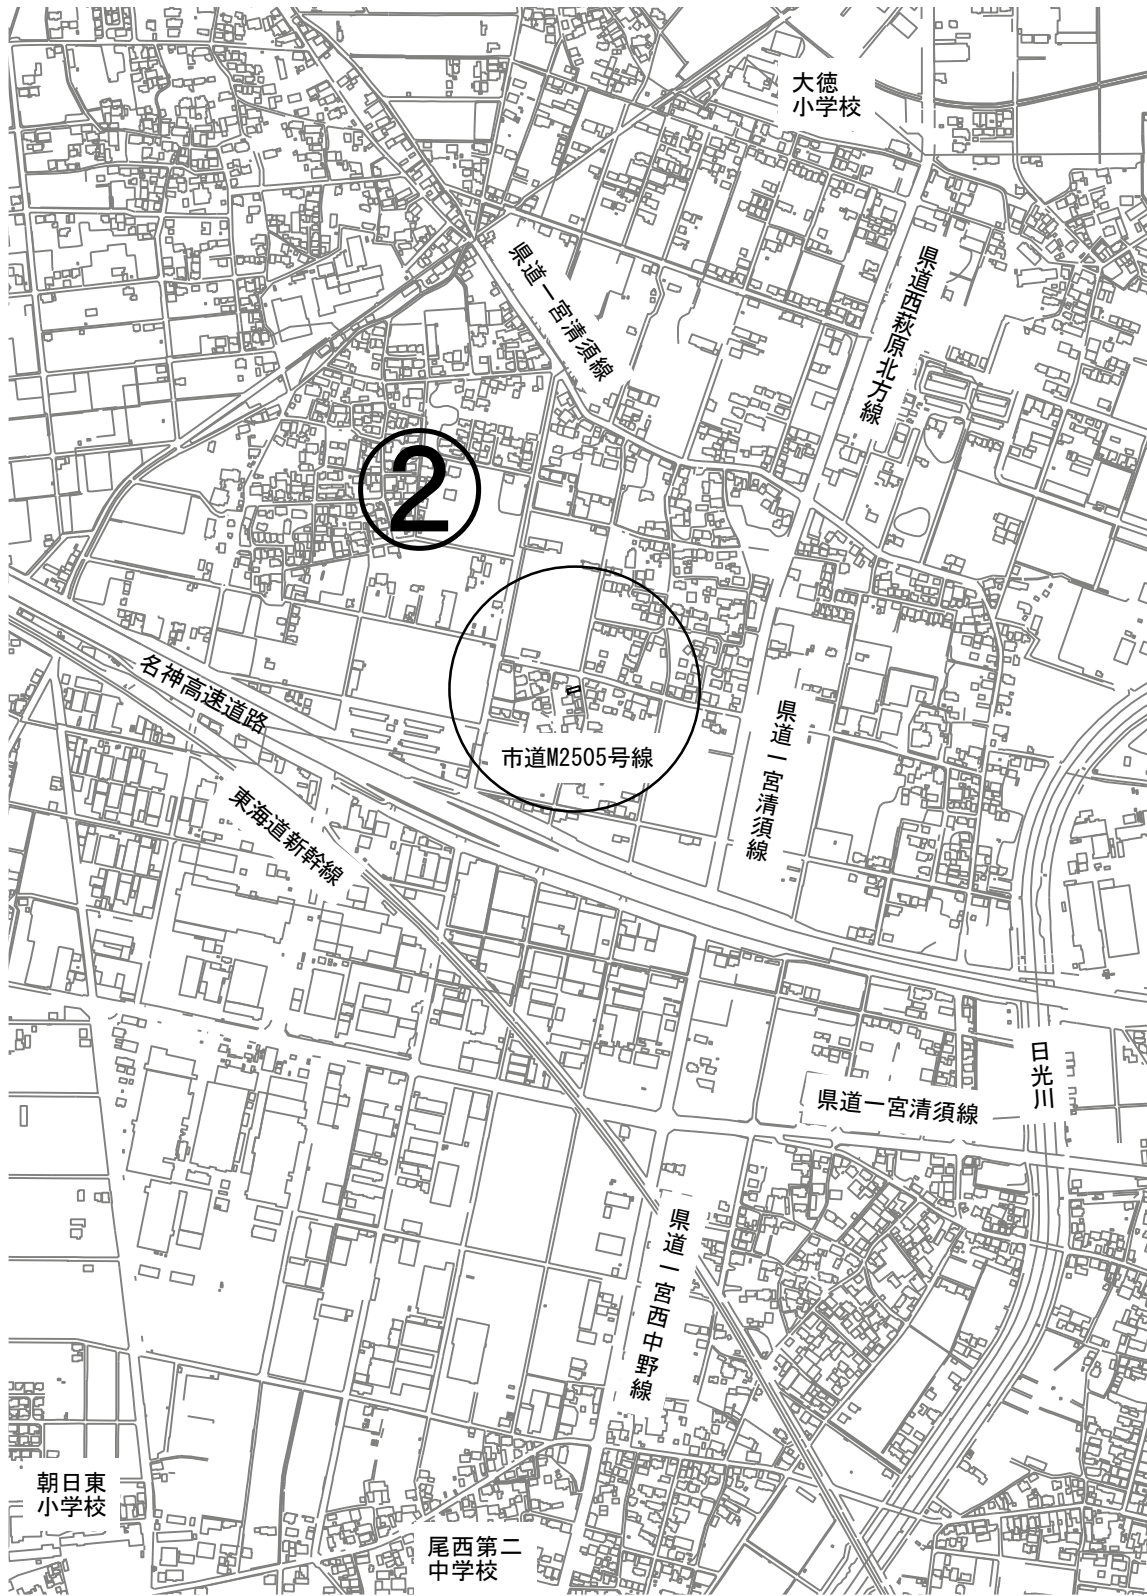 大徳
小学校
県道一宮清須線
県道西萩原北方線
②
名神高速道路
市道M2505号線
県道一宮清須線
東海道新幹線
日光川
県道一宮清須線
県道一宮西中野線
朝日東
小学校
尾西第二
中学校